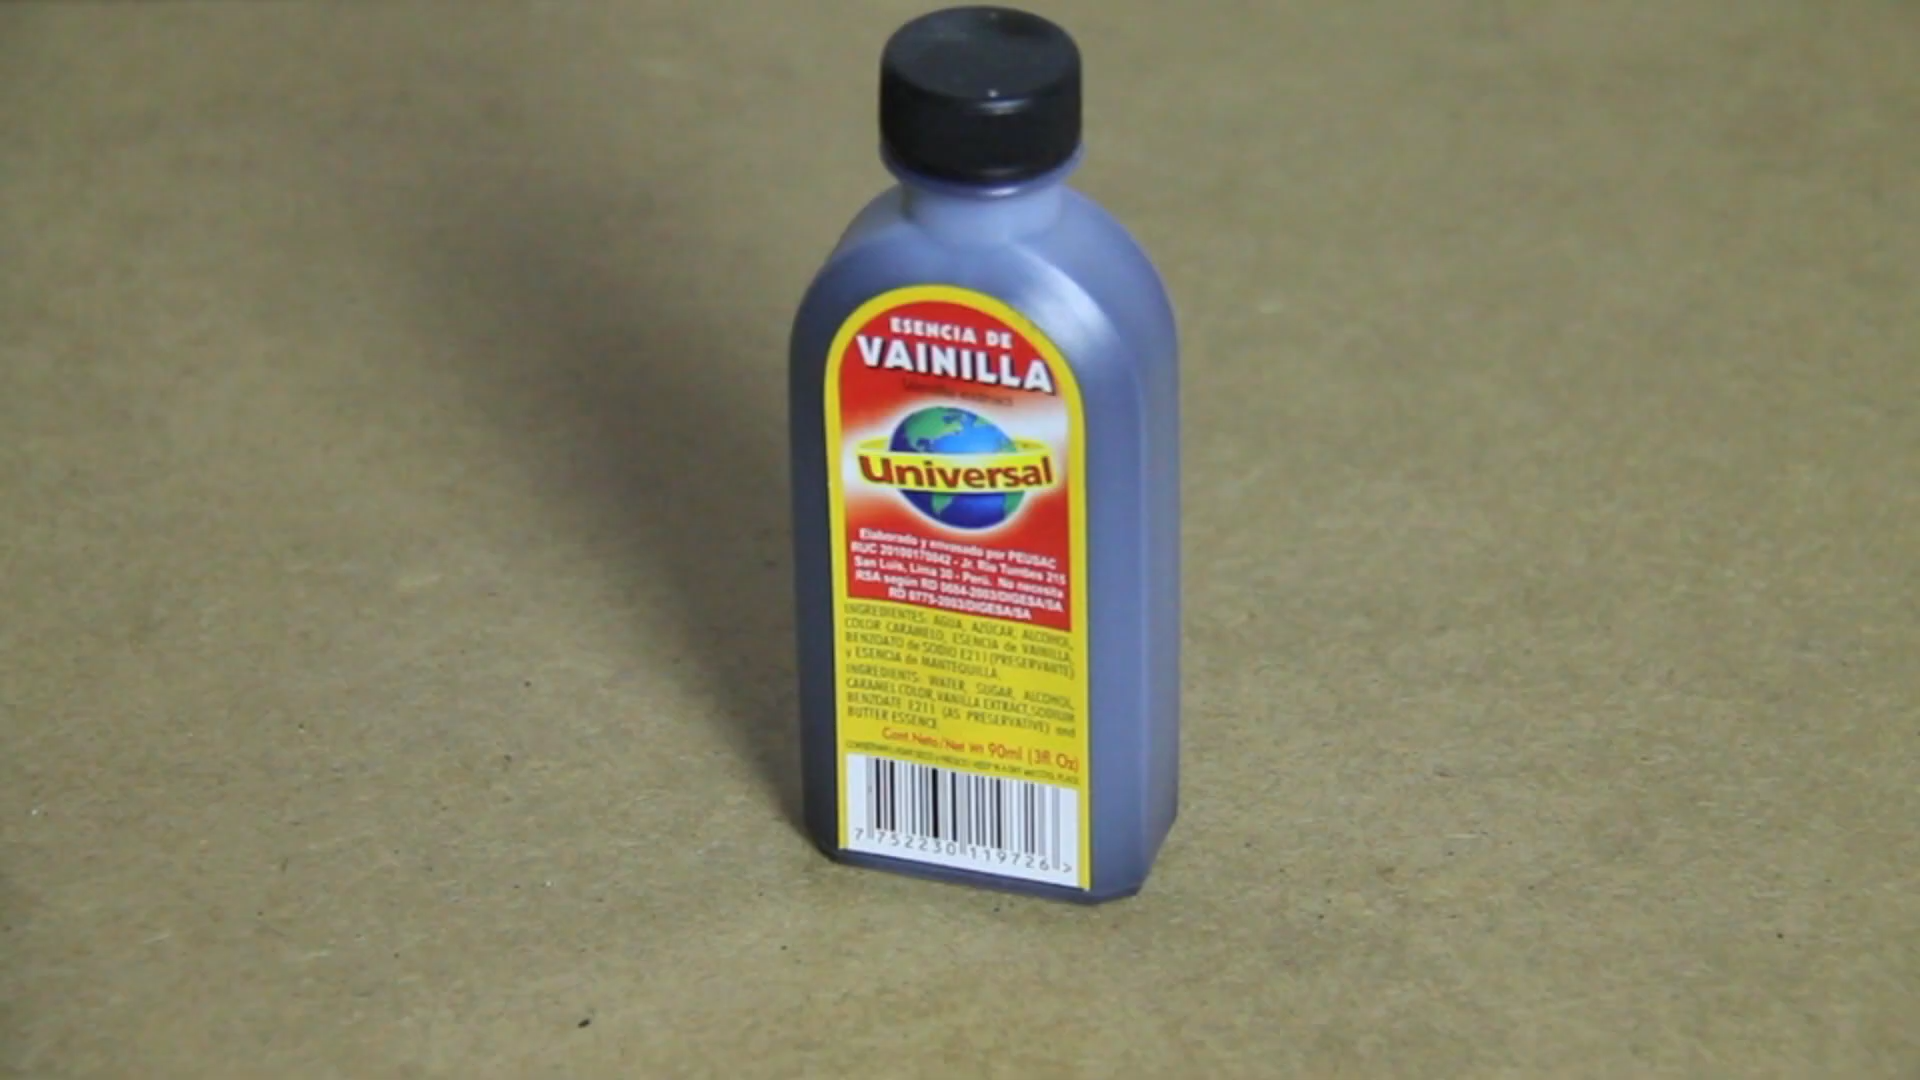 ESENCIA DE
VAINILLA
Universal
Elaborado y envasado por PEUSAC
RUC 20100170042 - Jr. Río Tumbes 215
San Luis, Lima 30 - Perú. No necesita
RSA según RD 0684-2003/DIGESA/SA
RD 0775-2003/DIGESA/SA
INGREDIENTES: AGUA, AZÚCAR, ALCOHOL,
COLOR CARAMELO, ESENCIA de VAINILLA,
BENZOATO de SODIO E211 (PRESERVANTE)
y ESENCIA de MANTEQUILLA.
INGREDIENTS: WATER, SUGAR, ALCOHOL,
CARAMEL COLOR, VANILLA EXTRACT, SODIUM
BENZOATE E211 (AS PRESERVATIVE) and
BUTTER ESSENCE
Cont. Neto / Net Wt 90ml (3fl. Oz)
7 752230 119726 >